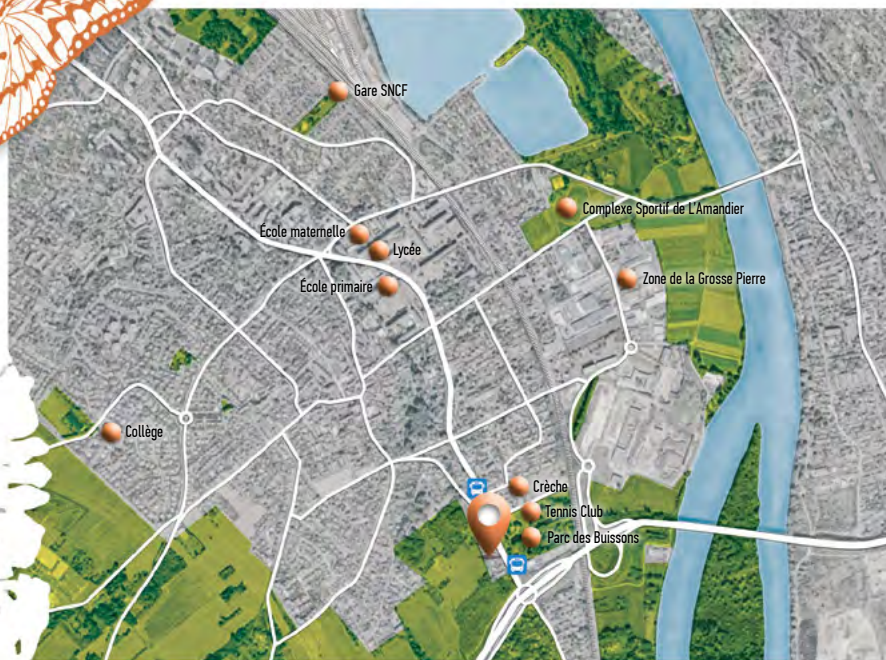 Gare SNCF
Complexe Sportif de L'Amandier
École maternelle
Lycée
Zone de la Grosse Pierre
École primaire
Collège
Crèche
Tennis Club
Parc des Buissons